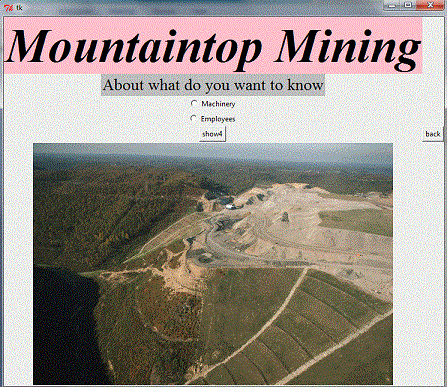 tk
Mountaintop Mining
About what do you want to know
Machinery
Employees
show4
back